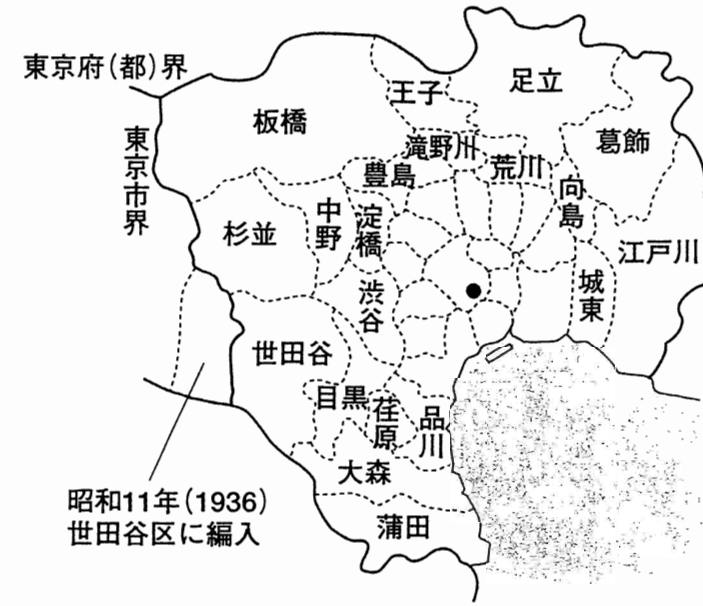 東京府(都)界
東京市界
板橋
王子
足立
滝野川
荒川
葛飾
豊島
向島
中野
淀橋
杉並
江戸川
城東
渋谷
世田谷
目黒
荏原
品川
大森
蒲田
昭和11年(1936)
世田谷区に編入